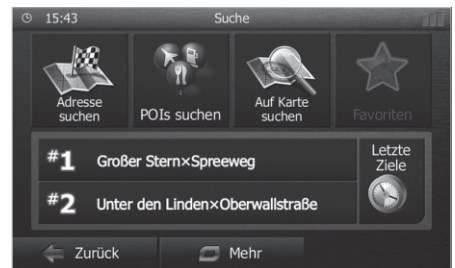 15:43
Suche
Adresse
suchen
POIs suchen
Auf Karte
suchen
Favoriten
#1 Großer Stern×Spreeweg
#2 Unter den Linden×Oberwallstraße
Letzte
Ziele
Zurück
Mehr